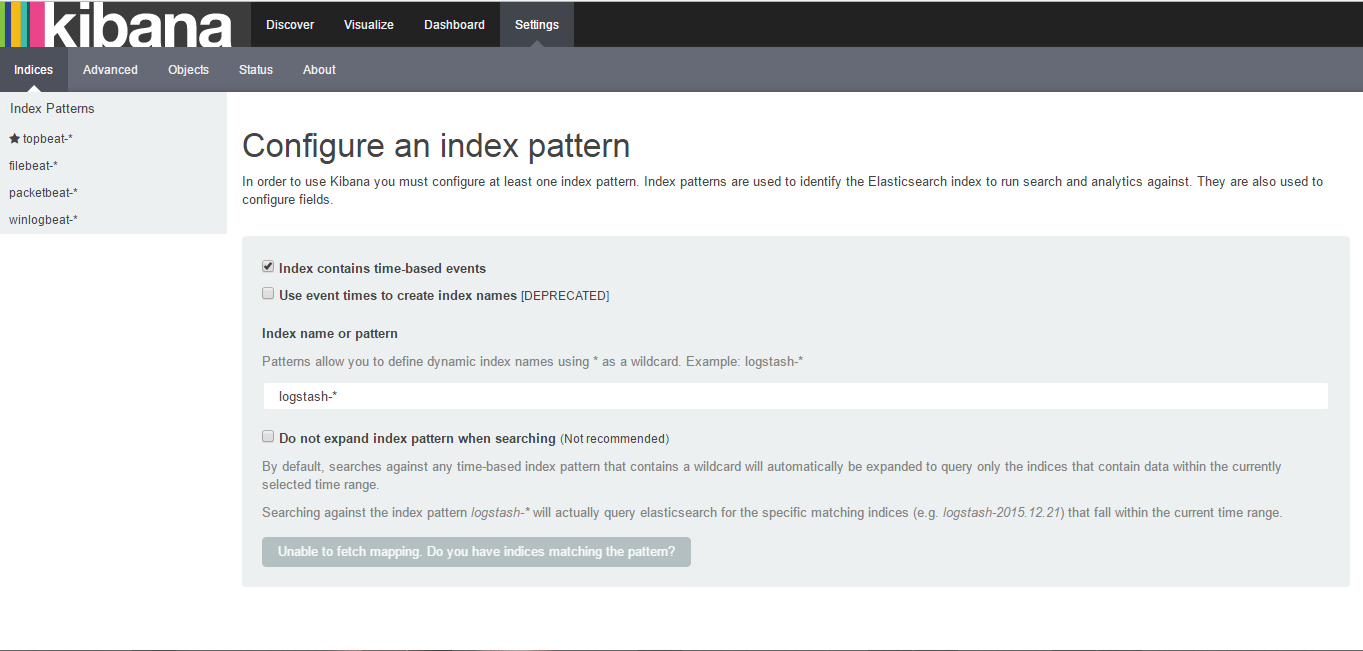 kibana
Discover
Visualize
Dashboard
Settings
Indices
Advanced
Objects
Status
About
Index Patterns
topbeat-*
filebeat-*
packetbeat-*
winlogbeat-*
Configure an index pattern
In order to use Kibana you must configure at least one index pattern. Index patterns are used to identify the Elasticsearch index to run search and analytics against. They are also used to
configure fields.
Index contains time-based events
Use event times to create index names [DEPRECATED]
Index name or pattern
Patterns allow you to define dynamic index names using * as a wildcard. Example: logstash-*
logstash-*
Do not expand index pattern when searching (Not recommended)
By default, searches against any time-based index pattern that contains a wildcard will automatically be expanded to query only the indices that contain data within the currently
selected time range.
Searching against the index pattern logstash-* will actually query elasticsearch for the specific matching indices (e.g. logstash-2015.12.21) that fall within the current time range.
Unable to fetch mapping. Do you have indices matching the pattern?